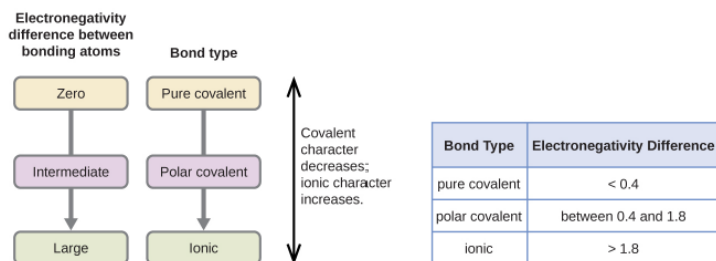 Electronegativity
difference between
bonding atoms
Bond type
Zero
Pure covalent
Intermediate
Polar covalent
Large
Ionic
Covalent
character
decreases;
ionic character
increases.
Bond Type Electronegativity Difference
pure covalent < 0.4
polar covalent between 0.4 and 1.8
ionic > 1.8